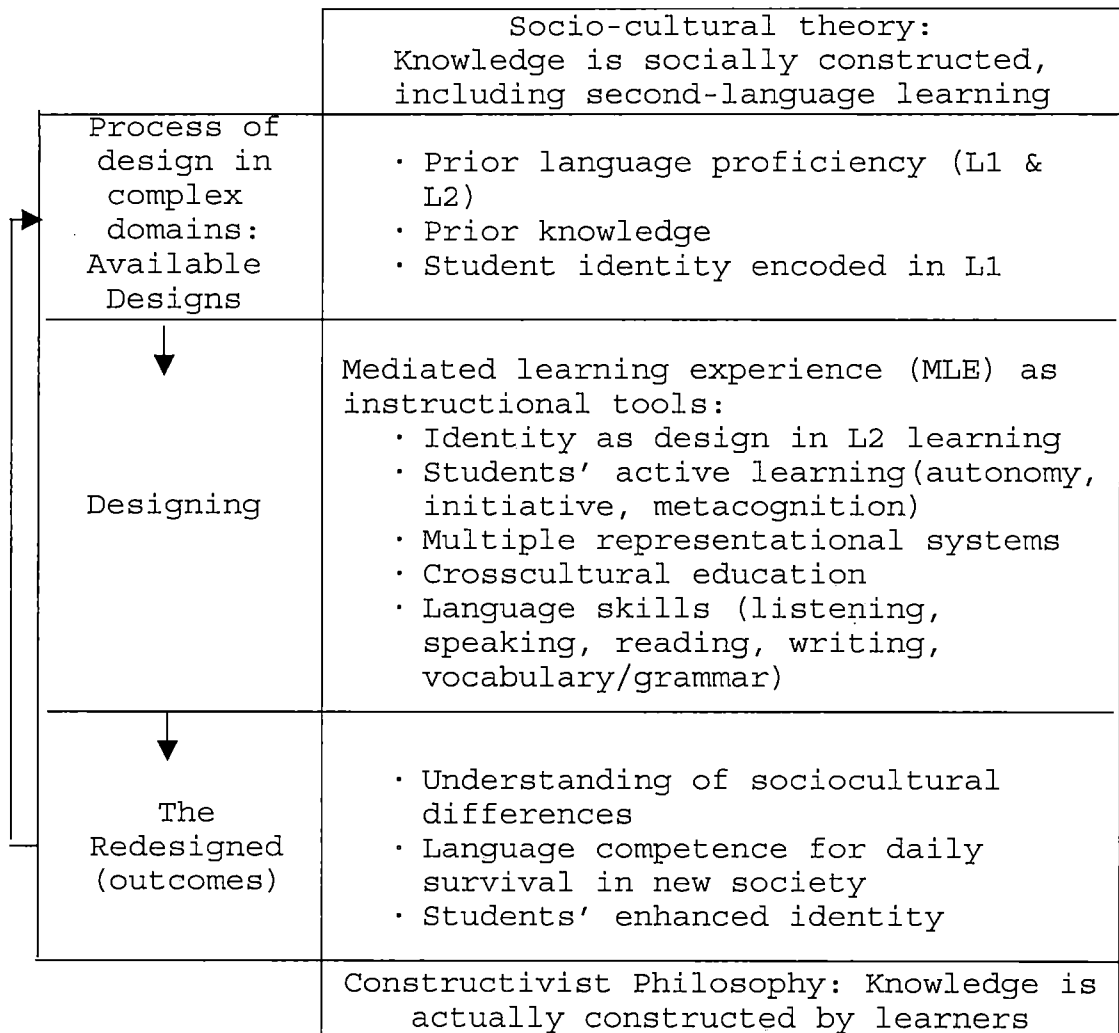 Socio-cultural theory:
Knowledge is socially constructed,
including second-language learning
Process of
design in
complex
domains:
Available
Designs
· Prior language proficiency (L1 &
L2)
· Prior knowledge
· Student identity encoded in L1
Designing
Mediated learning experience (MLE) as
instructional tools:
· Identity as design in L2 learning
· Students' active learning(autonomy,
initiative, metacognition)
· Multiple representational systems
· Crosscultural education
· Language skills (listening,
speaking, reading, writing,
vocabulary/grammar)
The
Redesigned
(outcomes)
· Understanding of sociocultural
differences
· Language competence for daily
survival in new society
· Students' enhanced identity
Constructivist Philosophy: Knowledge is
actually constructed by learners